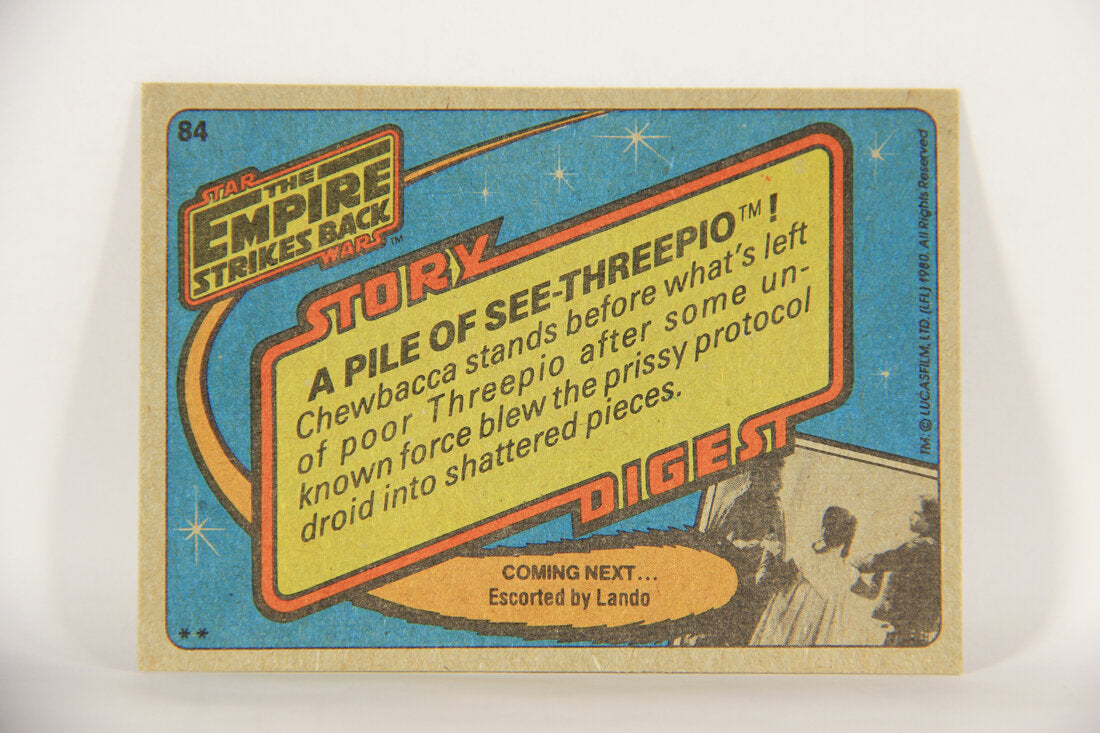 84
STAR
THE
EMPIRE
STRIKES BACK
WARS™
STORY
A PILE OF SEE-THREEPIO™!
Chewbacca stands before what's left
of poor Threepio after some un-
known force blew the prissy protocol
droid into shattered pieces.
DIGEST
COMING NEXT...
Escorted by Lando
**
TM: © LUCASFILM, LTD. (LFL) 1980. All Rights Reserved